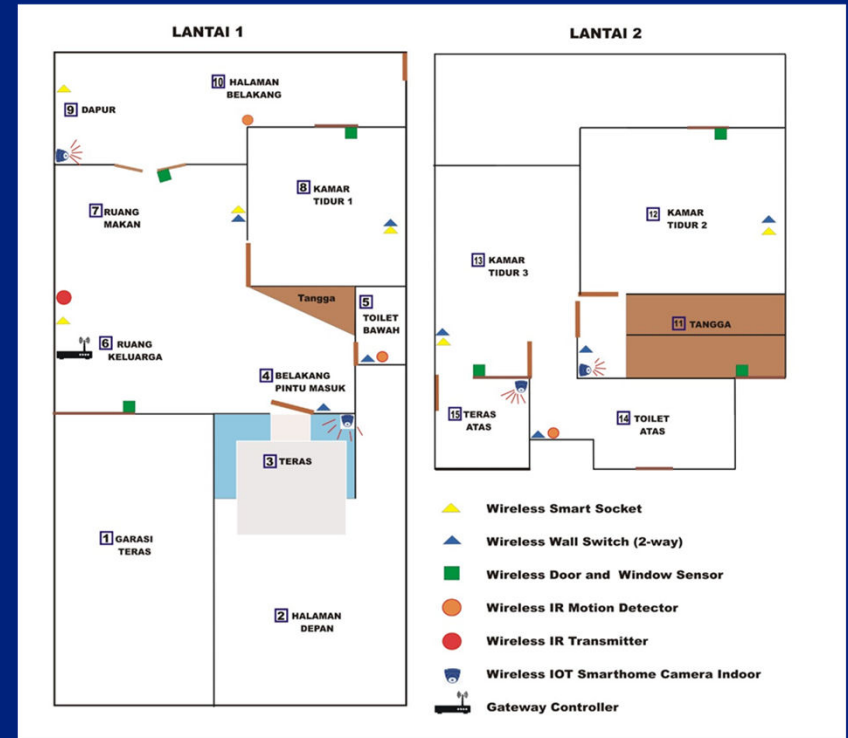 LANTAI 1
LANTAI 2
10 HALAMAN
BELAKANG
9 DAPUR
8 KAMAR
TIDUR 1
7 RUANG
MAKAN
Tangga
5
TOILET
BAWAH
6 RUANG
KELUARGA
4 BELAKANG
PINTU MASUK
3 TERAS
1 GARASI
TERAS
2 HALAMAN
DEPAN
12 KAMAR
TIDUR 2
13 KAMAR
TIDUR 3
11 TANGGA
15 TERAS
ATAS
14 TOILET
ATAS
Wireless Smart Socket
Wireless Wall Switch (2-way)
Wireless Door and Window Sensor
Wireless IR Motion Detector
Wireless IR Transmitter
Wireless IOT Smarthome Camera Indoor
Gateway Controller